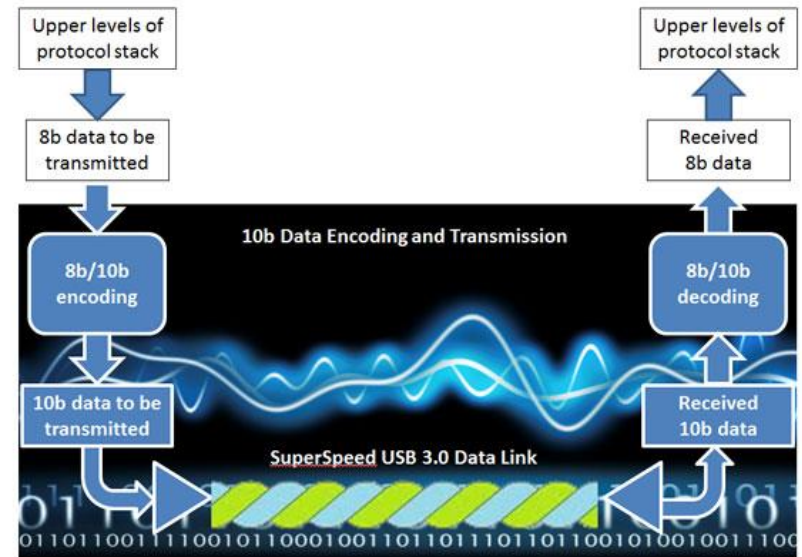 Upper levels of
protocol stack
8b data to be
transmitted
8b/10b
encoding
10b data to be
transmitted
10b Data Encoding and Transmission
SuperSpeed USB 3.0 Data Link
Upper levels of
protocol stack
Received
8b data
8b/10b
decoding
Received
10b data